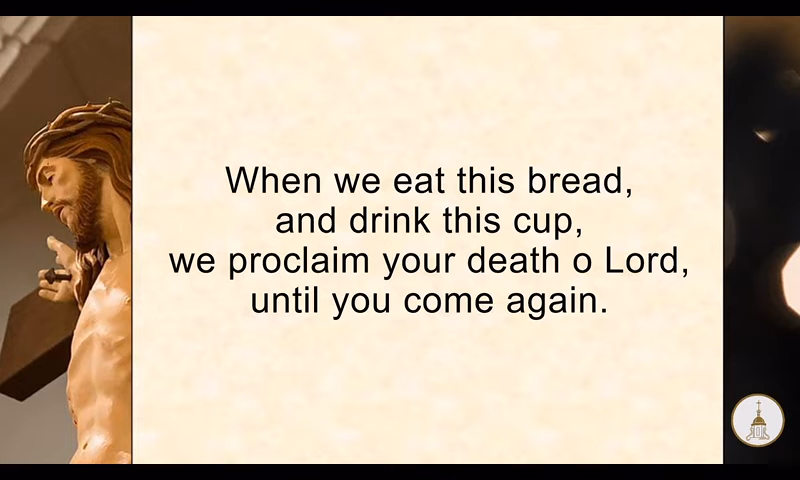 When we eat this bread,
and drink this cup,
we proclaim your death o Lord,
until you come again.